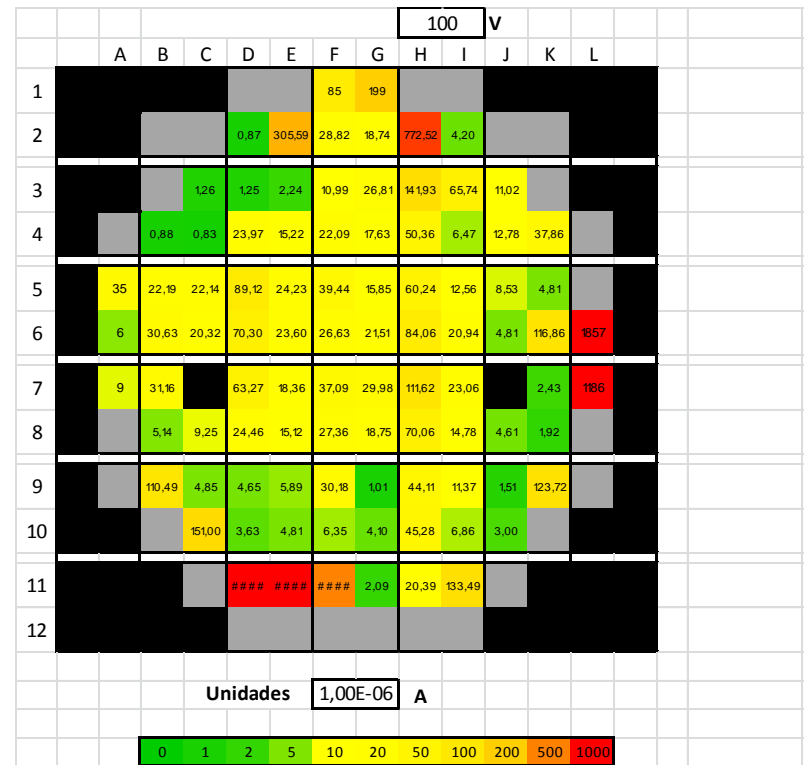 100 V
A B C D E F G H I J K L
1 85 199
2 0,87 305,59 28,82 18,74 772,52 4,20
3 1,26 1,25 2,24 10,99 26,81 141,93 65,74 11,02
4 0,88 0,83 23,97 15,22 22,09 17,63 50,36 6,47 12,78 37,86
5 35 22,19 22,14 89,12 24,23 39,44 15,85 60,24 12,56 8,53 4,81
6 6 30,63 20,32 70,30 23,60 26,63 21,51 84,06 20,94 4,81 116,86 1857
7 9 31,16 63,27 18,36 37,09 29,98 111,62 23,06 2,43 1186
8 5,14 9,25 24,46 15,12 27,36 18,75 70,06 14,78 4,61 1,92
9 110,49 4,85 4,65 5,89 30,18 1,01 44,11 11,37 1,51 123,72
10 151,00 3,63 4,81 6,35 4,10 45,28 6,86 3,00
11 #### #### #### 2,09 20,39 133,49
12
Unidades 1,00E-06 A
0 1 2 5 10 20 50 100 200 500 1000